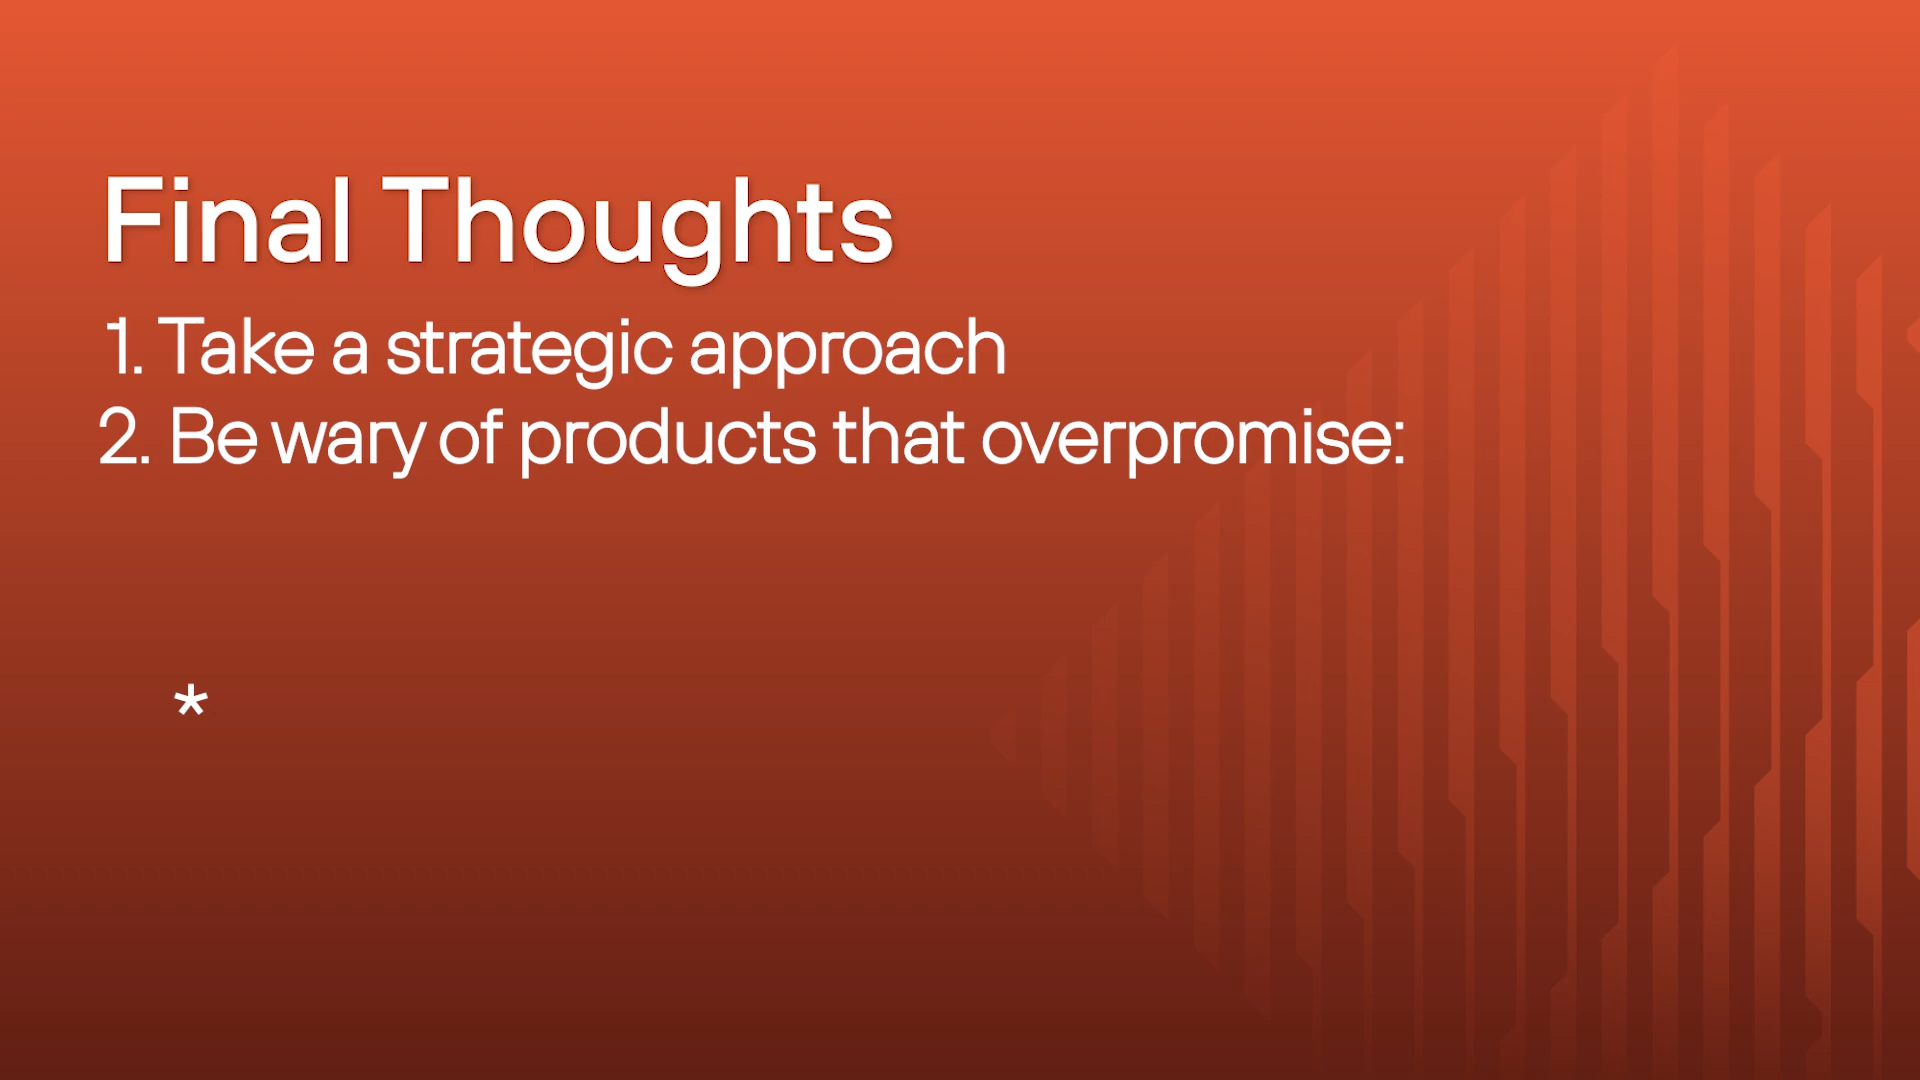 Final Thoughts
1. Take a strategic approach
2. Be wary of products that overpromise:
*